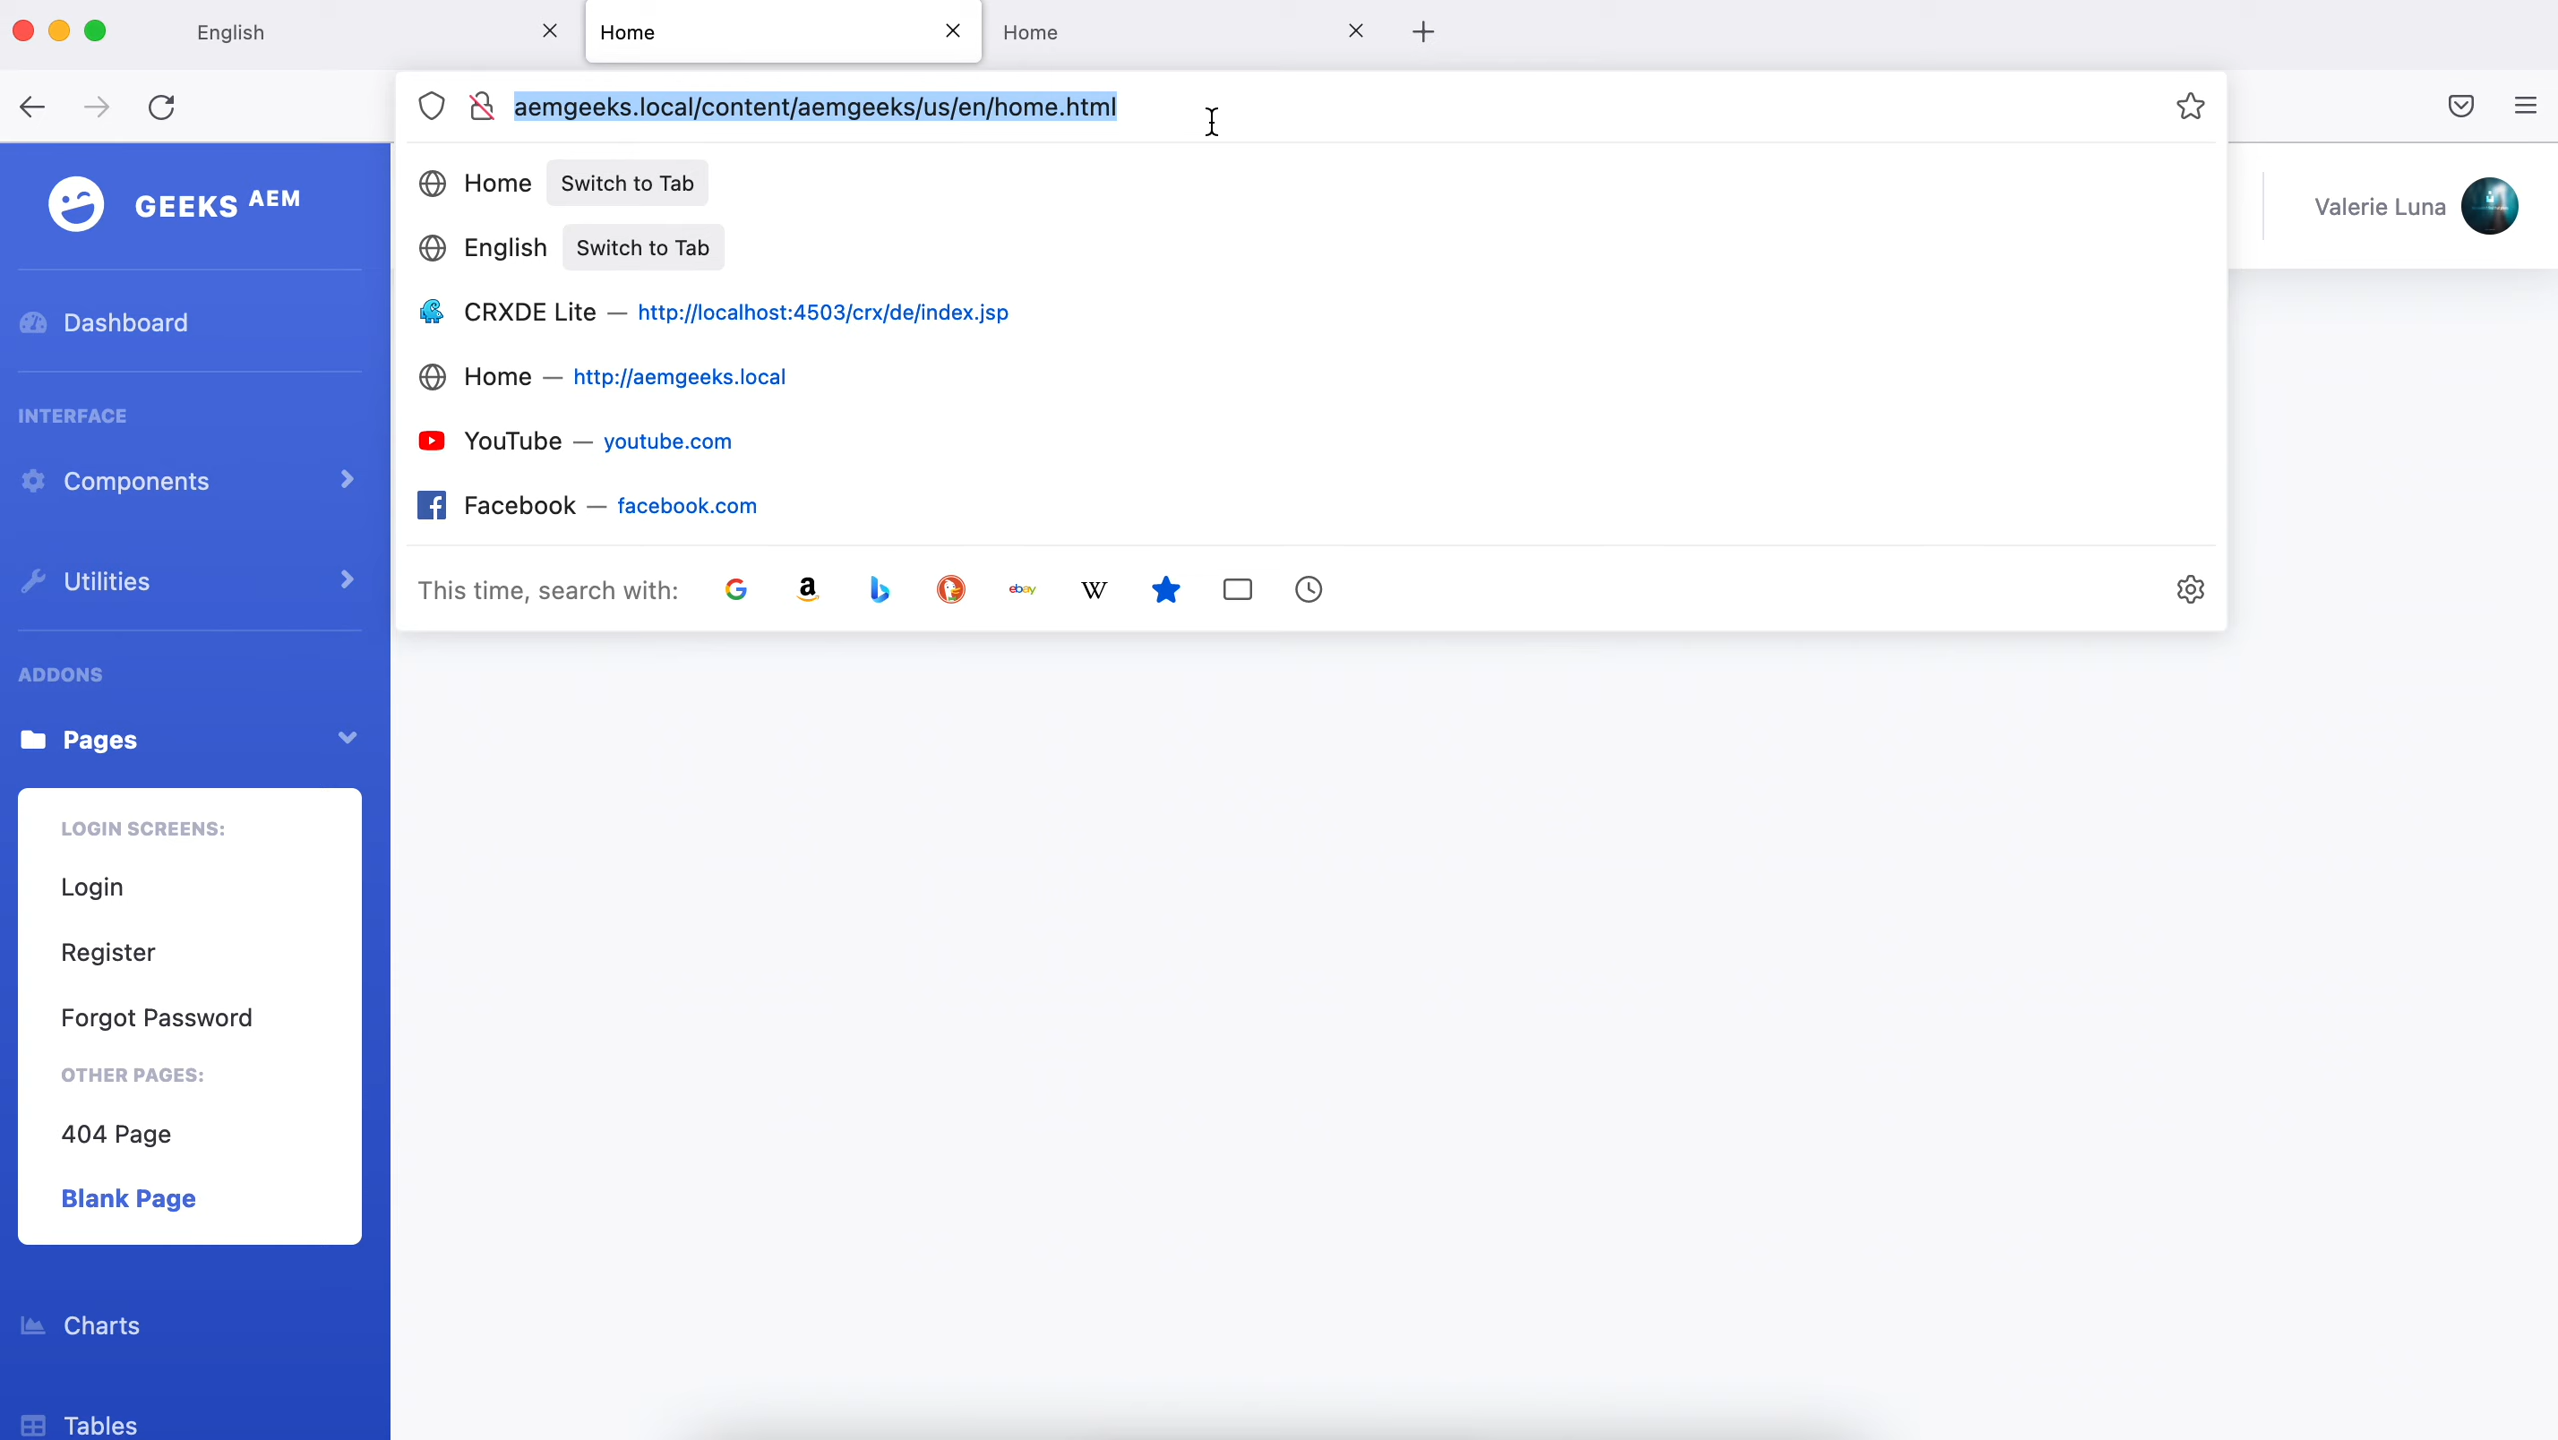 English
Home
Home
aemgeeks.local/content/aemgeeks/us/en/home.html
Home Switch to Tab
English Switch to Tab
CRXDE Lite — http://localhost:4503/crx/de/index.jsp
Home — http://aemgeeks.local
YouTube — youtube.com
Facebook — facebook.com
This time, search with: G a b ebay W
GEEKS AEM
Valerie Luna
Dashboard
INTERFACE
Components
Utilities
ADDONS
Pages
LOGIN SCREENS:
Login
Register
Forgot Password
OTHER PAGES:
404 Page
Blank Page
Charts
Tables